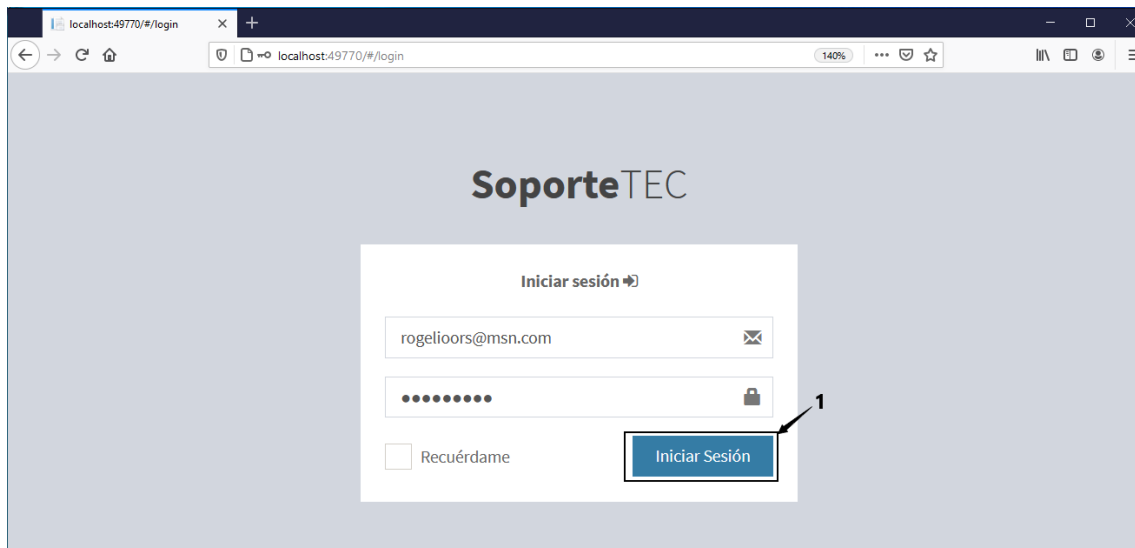 localhost:49770/#/login
localhost:49770/#/login
140%
SoporteTEC
Iniciar sesión
rogelioors@msn.com
●●●●●●●●●
1
Recuérdame
Iniciar Sesión